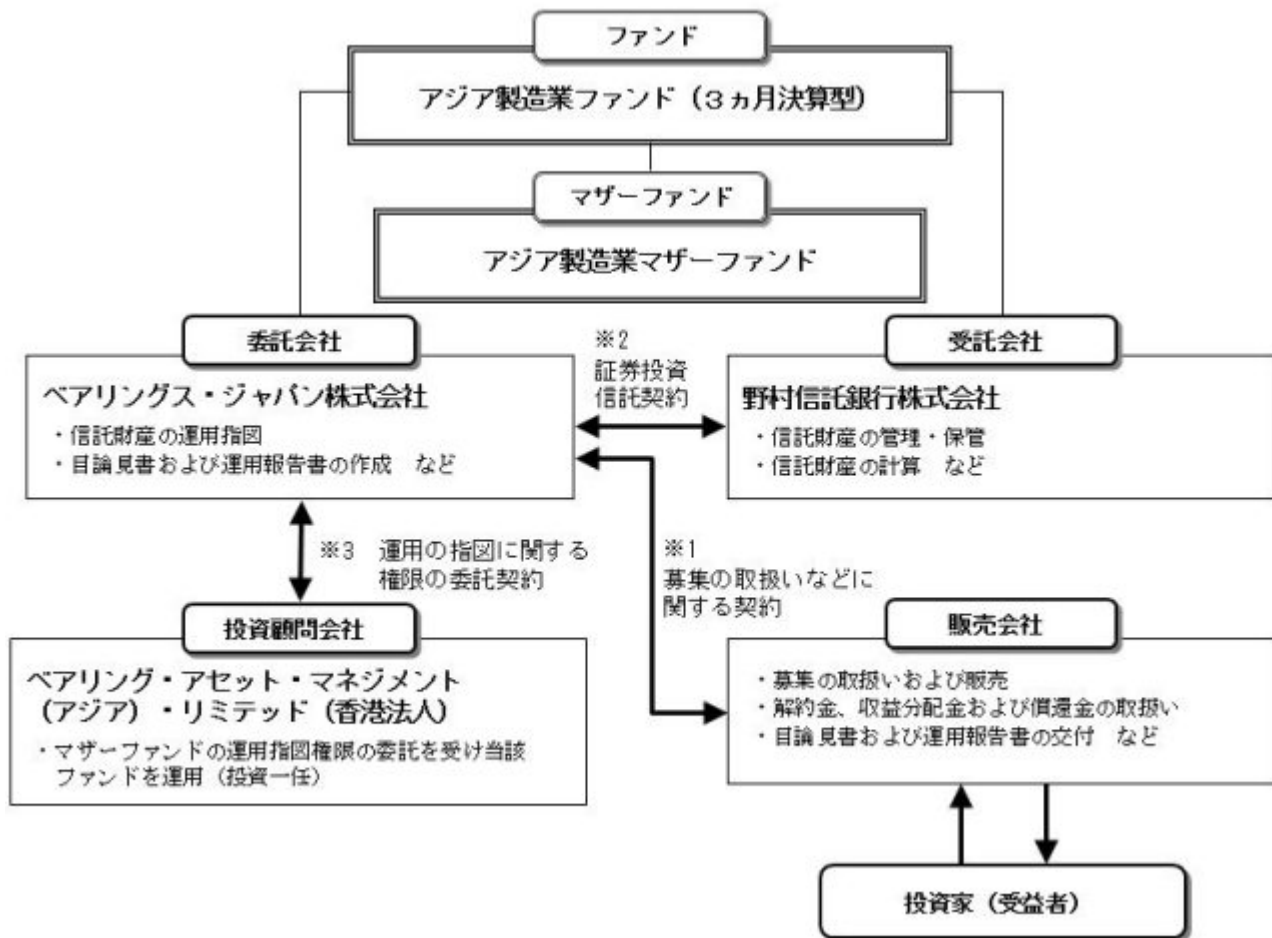 ファンド
アジア製造業ファンド（３ヵ月決算型）
マザーファンド
アジア製造業マザーファンド
委託会社
ベアリングス・ジャパン株式会社
・信託財産の運用指図
・目論見書および運用報告書の作成　など
※2
証券投資
信託契約
受託会社
野村信託銀行株式会社
・信託財産の管理・保管
・信託財産の計算　など
※3　運用の指図に関する
権限の委託契約
※1
募集の取扱いなどに
関する契約
投資顧問会社
ベアリング・アセット・マネジメント
（アジア）・リミテッド（香港法人）
・マザーファンドの運用指図権限の委託を受け当該
ファンドを運用（投資一任）
販売会社
・募集の取扱いおよび販売
・解約金、収益分配金および償還金の取扱い
・目論見書および運用報告書の交付　など
投資家（受益者）